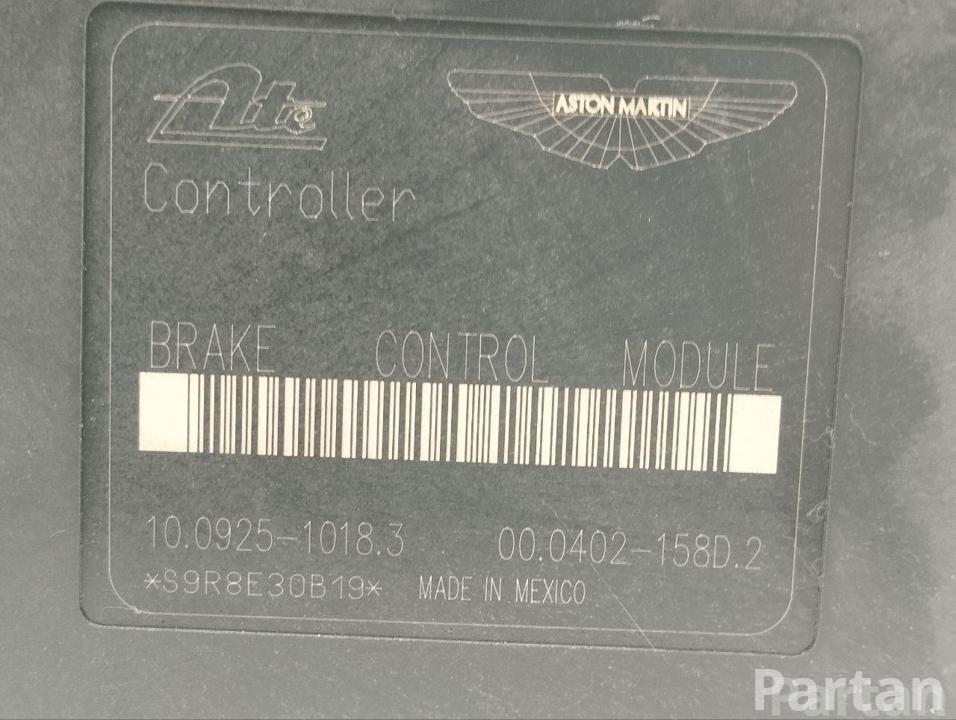 Ate
ASTON MARTIN
Controller
BRAKE CONTROL MODULE
10.0925-1018.3 00.0402-158D.2
*S9R8E30B19* MADE IN MEXICO
Partan